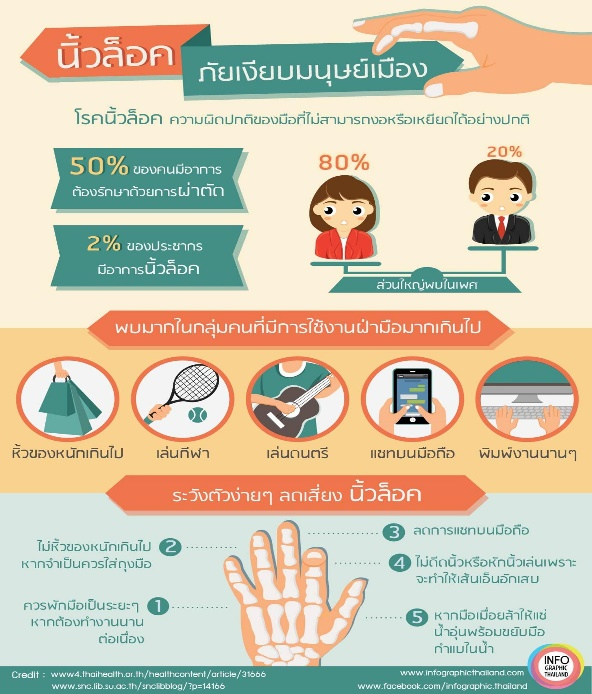 นิ้วล็อค
ภัยเงียบมนุษย์เมือง
โรคนิ้วล็อค ความผิดปกติของมือที่ไม่สามารถงอหรือเหยียดได้อย่างปกติ
50% ของคนมีอาการ
ต้องรักษาด้วยการผ่าตัด
2% ของประชากร
มีอาการนิ้วล็อค
80%
20%
ส่วนใหญ่พบในเพศ
พบมากในกลุ่มคนที่มีการใช้งานฝ่ามือมากเกินไป
หิ้วของหนักเกินไป
เล่นกีฬา
เล่นดนตรี
แชทบนมือถือ
พิมพ์งานนานๆ
ระวังตัวง่ายๆ ลดเสี่ยง นิ้วล็อค
ไม่หิ้วของหนักเกินไป 2
หากจำเป็นควรใส่ถุงมือ
ควรพักมือเป็นระยะๆ 1
หากต้องทำงานนาน
ต่อเนื่อง
3 ลดการแชทบนมือถือ
4 ไม่ดีดนิ้วหรือหักนิ้วเล่นเพราะ
จะทำให้เส้นเอ็นอักเสบ
5 หากมือเมื่อยล้าให้แช่
น้ำอุ่นพร้อมขยับมือ
กำแบในน้ำ
Credit : www4.thaihealth.or.th/healthcontent/article/31666
www.snc.lib.su.ac.th/snclibblog/?p=14166
www.infographicthailand.com
www.facebook.com/infographic.thailand
INFO
GRAPHIC
THAILAND